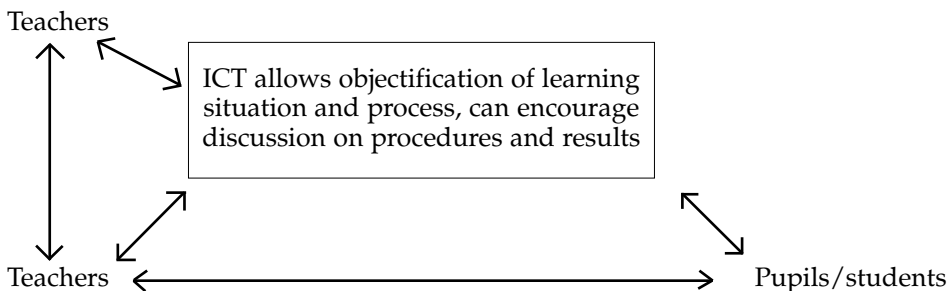 Teachers
ICT allows objectification of learning
situation and process, can encourage
discussion on procedures and results
Teachers
Pupils/students